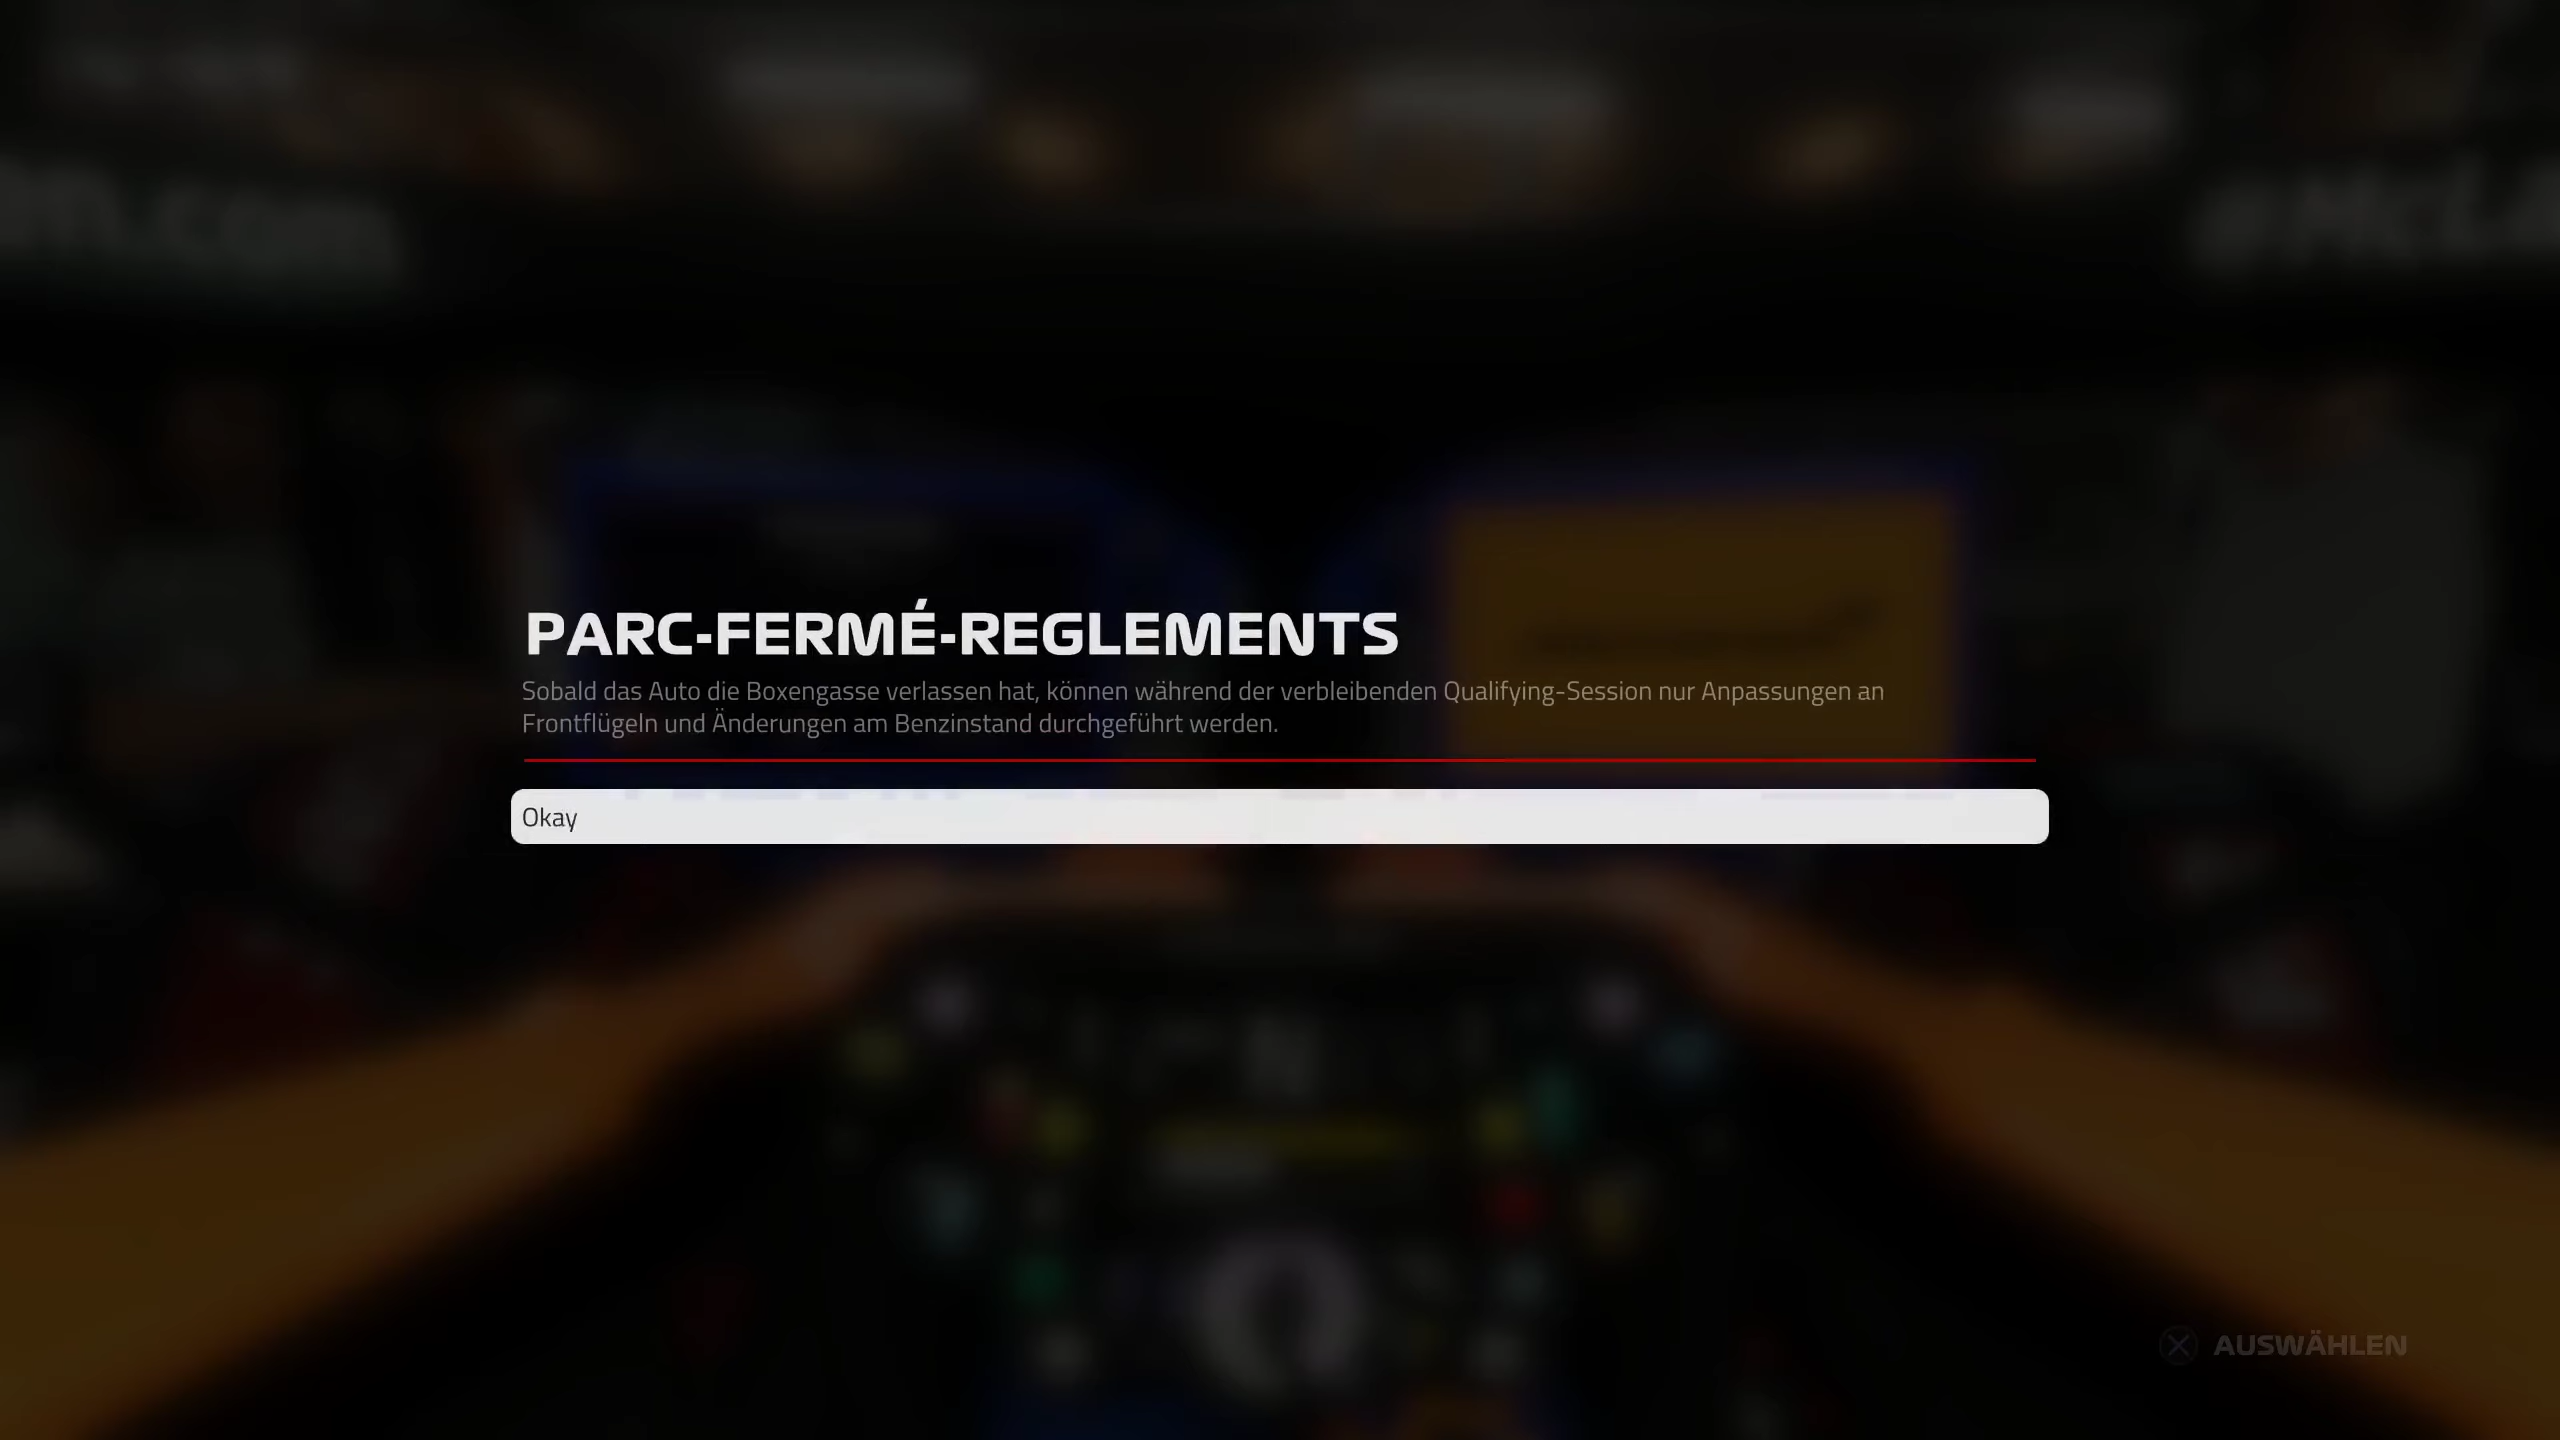 PARC-FERMÉ-REGLEMENTS
Sobald das Auto die Boxengasse verlassen hat, können während der verbleibenden Qualifying-Session nur Anpassungen an
Frontflügeln und Änderungen am Benzinstand durchgeführt werden.
Okay
AUSWÄHLEN